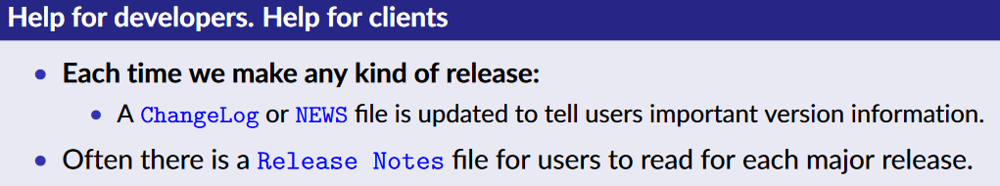 Help for developers. Help for clients
• Each time we make any kind of release:
• A ChangeLog or NEWS file is updated to tell users important version information.
• Often there is a Release Notes file for users to read for each major release.